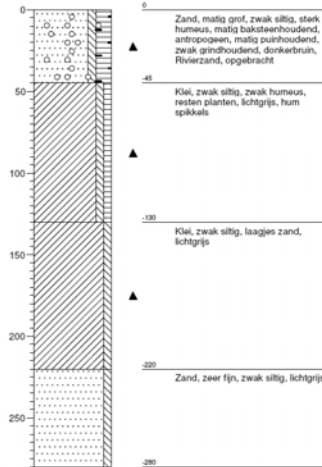 0
0
Zand, matig grof, zwak siltig, sterk
humeus, matig baksteenhoudend,
antropogeen, matig puinhoudend,
zwak grindhoudend, donkerbruin,
Rivierzand, opgebracht
-45
50
Klei, zwak siltig, zwak humeus,
resten planten, lichtgrijs, hum
spikkels
100
-130
Klei, zwak siltig, laagjes zand,
lichtgrijs
150
200
-220
Zand, zeer fijn, zwak siltig, lichtgrijs
250
-280